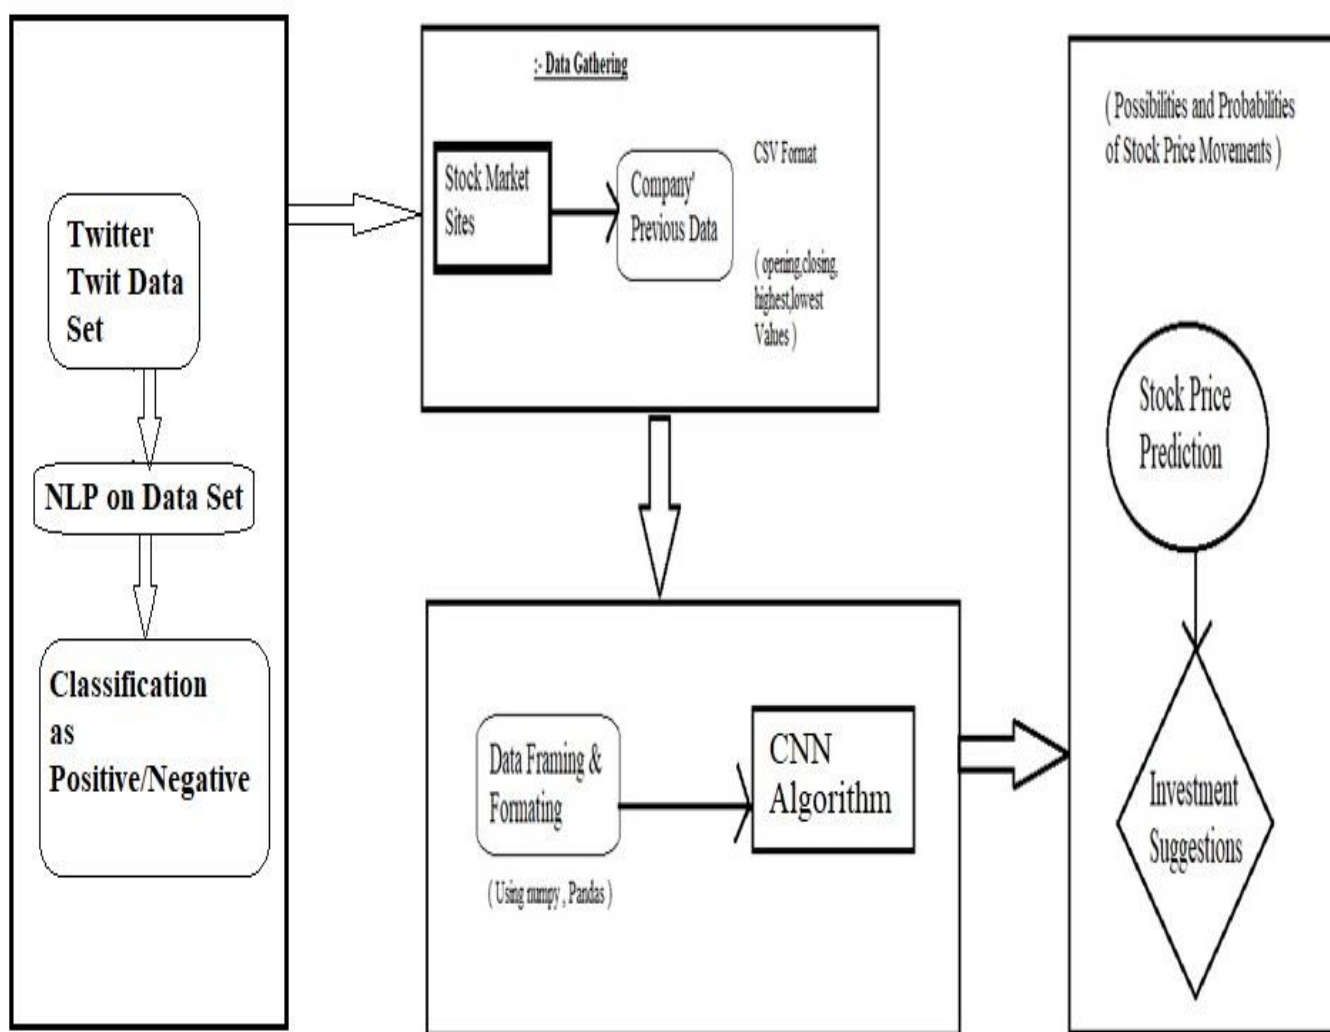 Twitter
Twit Data
Set
NLP on Data Set
Classification
as
Positive/Negative
:- Data Gathering
Stock Market
Sites
Company'
Previous Data
CSV Format
( opening,closing,
highest,lowest
Values )
Data Framing &
Formating
( Using numpy , Pandas )
CNN
Algorithm
( Possibilities and Probabilities
of Stock Price Movements )
Stock Price
Prediction
Investment
Suggestions